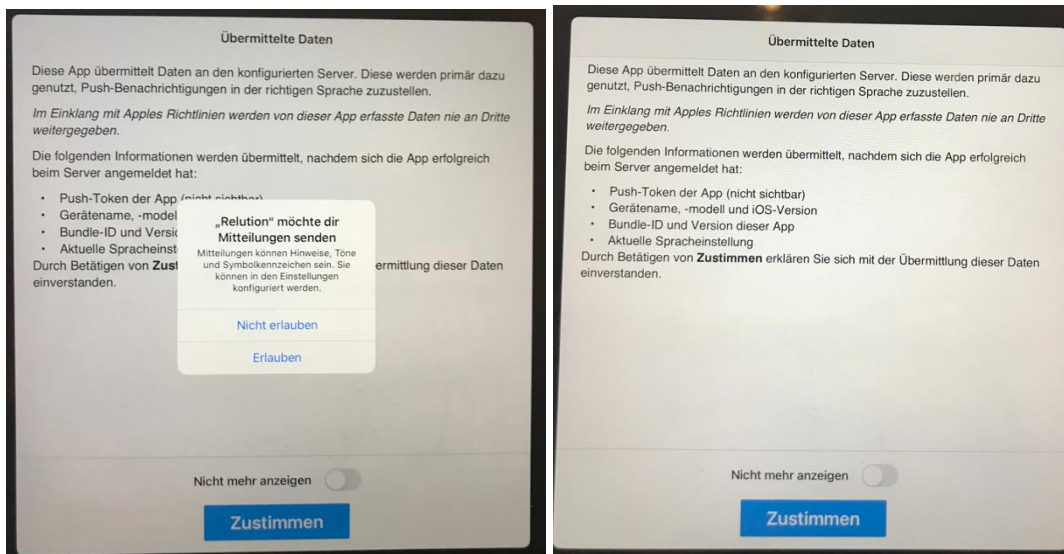 Übermittelte Daten
Diese App übermittelt Daten an den konfigurierten Server. Diese werden primär dazu
genutzt, Push-Benachrichtigungen in der richtigen Sprache zuzustellen.
Im Einklang mit Apples Richtlinien werden von dieser App erfasste Daten nie an Dritte
weitergegeben.
Die folgenden Informationen werden übermittelt, nachdem sich die App erfolgreich
beim Server angemeldet hat:
• Push-Token der App (nicht sichtbar)
• Gerätename, -model
• Bundle-ID und Versio
• Aktuelle Spracheinst
Durch Betätigen von Zust
ermittlung dieser Daten
einverstanden.
„Relution“ möchte dir
Mitteilungen senden
Mitteilungen können Hinweise, Töne
und Symbolkennzeichen sein. Sie
können in den Einstellungen
konfiguriert werden.
Nicht erlauben
Erlauben
Nicht mehr anzeigen
Zustimmen
Übermittelte Daten
Diese App übermittelt Daten an den konfigurierten Server. Diese werden primär dazu
genutzt, Push-Benachrichtigungen in der richtigen Sprache zuzustellen.
Im Einklang mit Apples Richtlinien werden von dieser App erfasste Daten nie an Dritte
weitergegeben.
Die folgenden Informationen werden übermittelt, nachdem sich die App erfolgreich
beim Server angemeldet hat:
• Push-Token der App (nicht sichtbar)
• Gerätename, -modell und iOS-Version
• Bundle-ID und Version dieser App
• Aktuelle Spracheinstellung
Durch Betätigen von Zustimmen erklären Sie sich mit der Übermittlung dieser Daten
einverstanden.
Nicht mehr anzeigen
Zustimmen